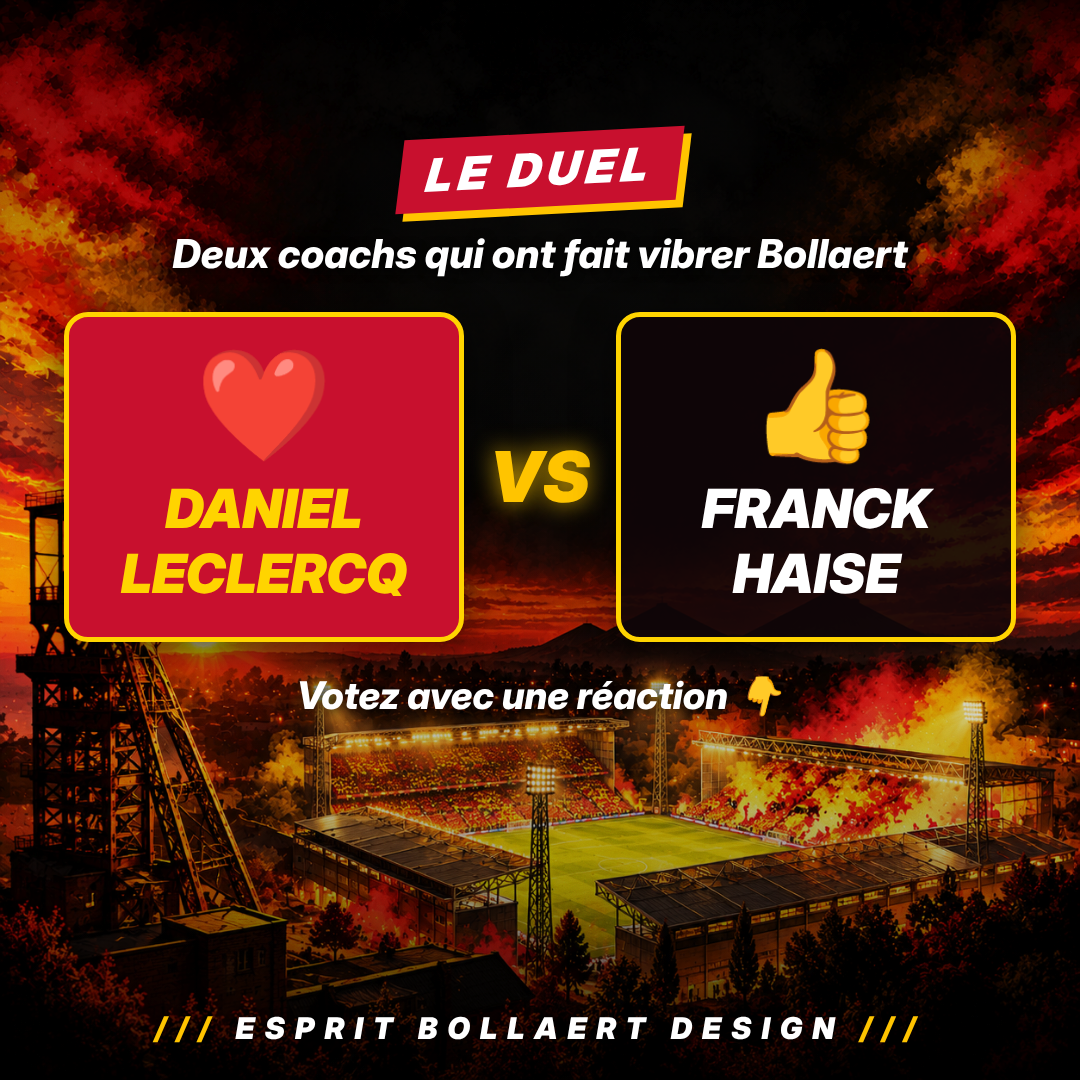 LE DUEL
Deux coachs qui ont fait vibrer Bollaert
DANIEL
LECLERCQ
VS
FRANCK
HAISE
Votez avec une réaction 👇
/// ESPRIT BOLLAERT DESIGN ///